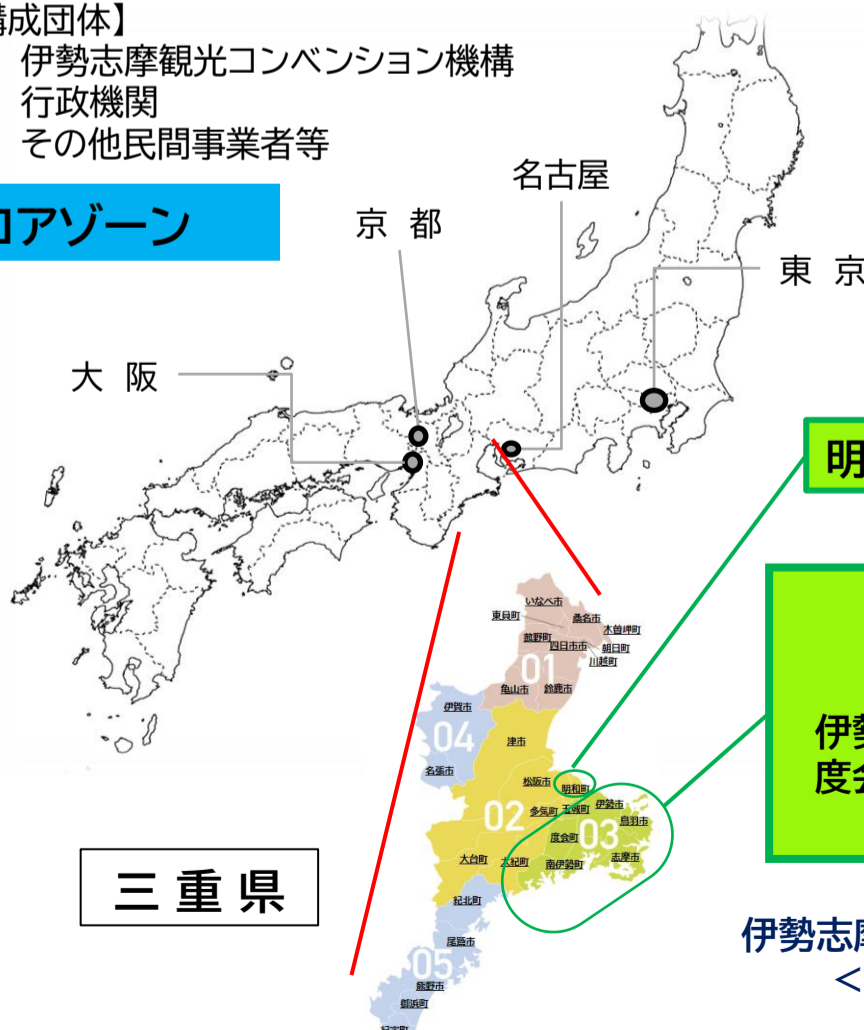 構成団体】
伊勢志摩観光コンベンション機構
行政機関
その他民間事業者等
コアゾーン
名古屋
京 都
東 京
大 阪
明
いなべ市
東員町
桑名市
木曽岬町
菰野町
四日市市
朝日町
川越町
01
亀山市
鈴鹿市
伊賀市
04
津市
名張市
松阪市
明和町
多気町
玉城町
伊勢市
02
鳥羽市
03
度会町
大台町
大紀町
南伊勢町
志摩市
伊勢
度会
三重県
紀北町
尾鷲市
05
熊野市
御浜町
紀宝町
伊勢志摩
＜